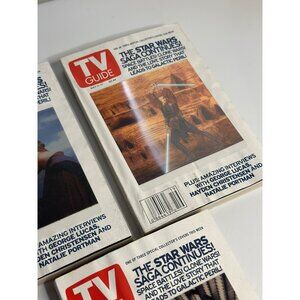 ONE OF THREE SPECIAL COLLECTOR'S COVERS THIS WEEK
TV
GUIDE
THE STAR WARS
SAGA CONTINUES!
SPACE BATTLES! CLONE WARS!
AND THE LOVE STORY THAT
LEADS TO GALACTIC PERIL!
PLUS: AMAZING INTERVIEWS
WITH GEORGE LUCAS,
HAYDEN CHRISTENSEN AND
NATALIE PORTMAN
WARS!
THAT
PERIL!
AMAZING INTERVIEWS
GEORGE LUCAS,
DEN CHRISTENSEN AND
NATALIE PORTMAN
ONE OF THREE SPECIAL COLLECTOR'S COVERS THIS WEEK
TV
THE STAR WARS
SAGA CONTINUES!
SPACE BATTLES! CLONE WARS!
AND THE LOVE STORY THAT
LEADS TO GALACTIC PERIL!